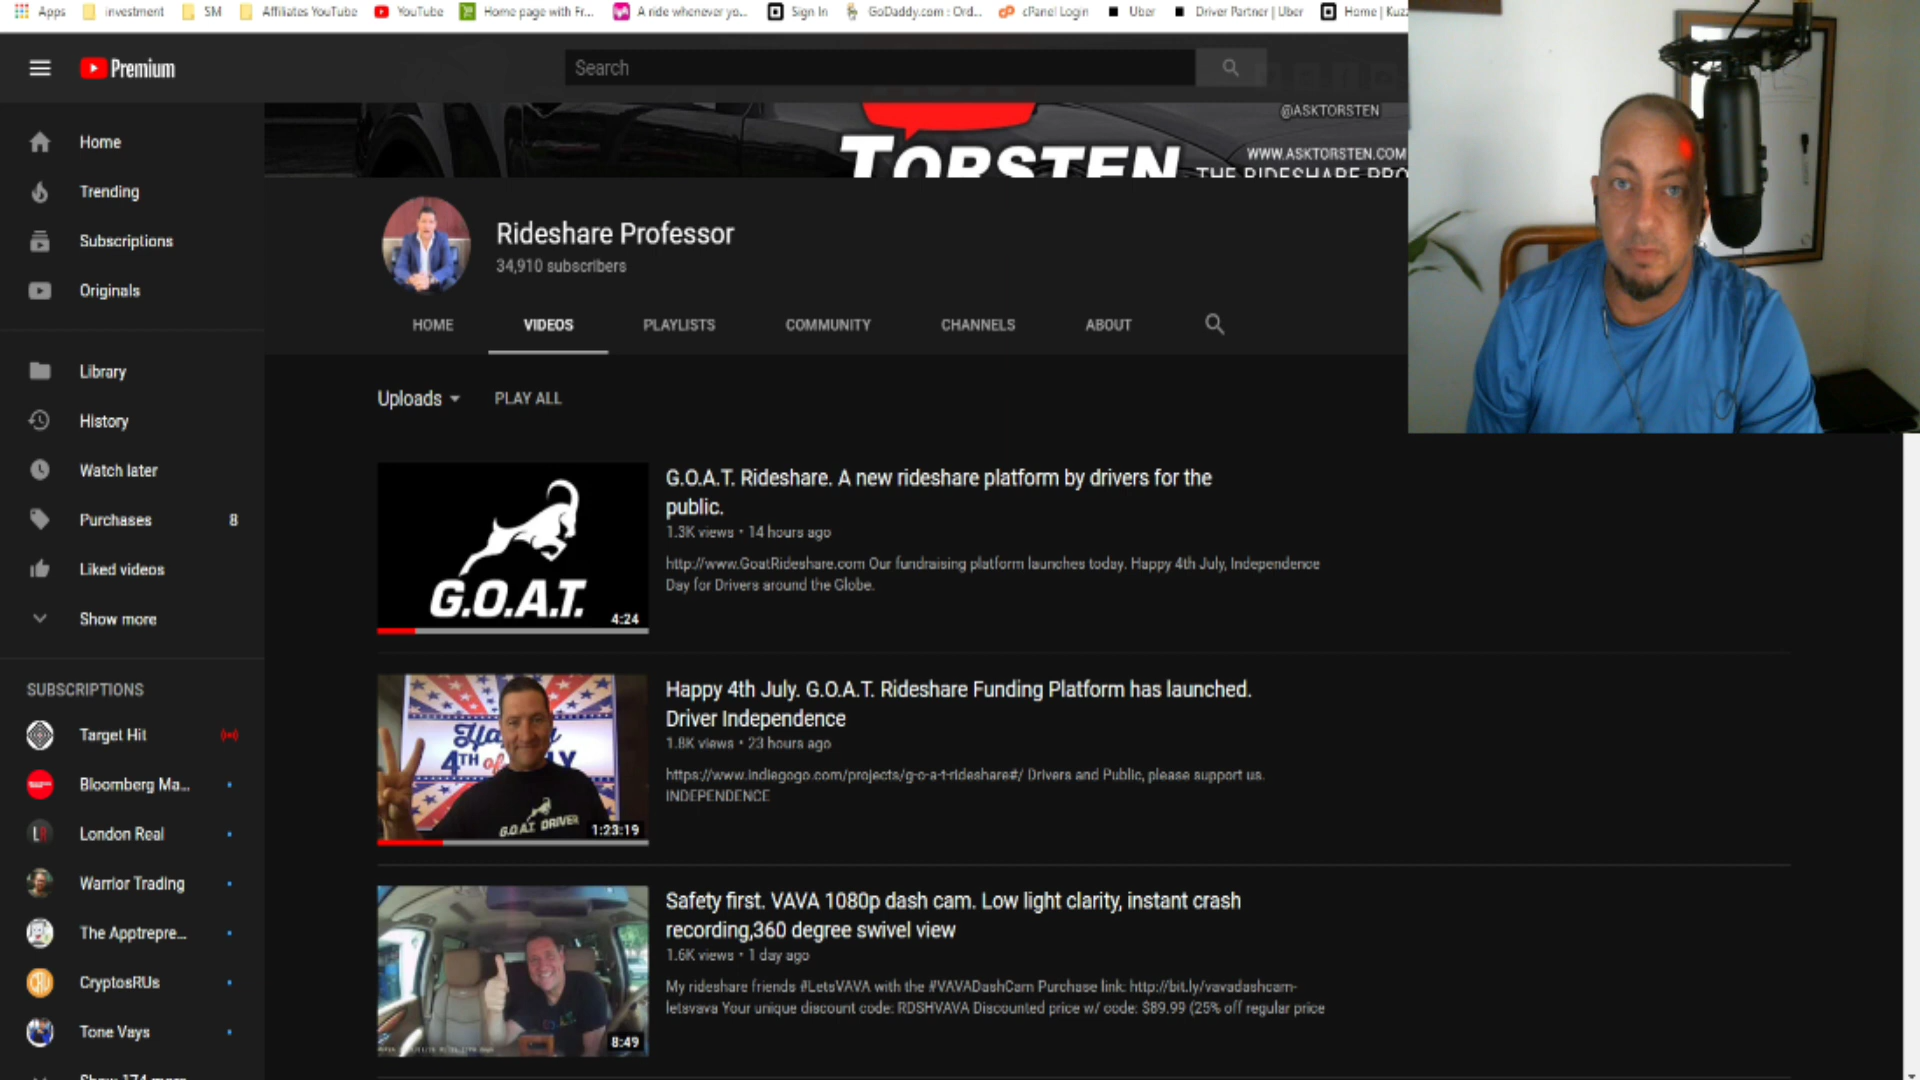 Apps investment SM Affiliates YouTube YouTube Home page with Fr... A ride whenever yo... Sign In GoDaddy.com : Ord... cPanel Login Uber Driver Partner | Uber Home | Kuzz
Premium
Search
@ASKTORSTEN
WWW.ASKTORSTEN.COM
TORSTEN
THE RIDESHARE PRO
Home
Trending
Subscriptions
Originals
Library
History
Watch later
Purchases 8
Liked videos
Show more
SUBSCRIPTIONS
Target Hit
Bloomberg Ma...
London Real
Warrior Trading
The Apptrepre...
CryptosRUs
Tone Vays
Show 174 more
Rideshare Professor
34,910 subscribers
HOME VIDEOS PLAYLISTS COMMUNITY CHANNELS ABOUT
Uploads PLAY ALL
G.O.A.T.
4:24
G.O.A.T. Rideshare. A new rideshare platform by drivers for the
public.
1.3K views • 14 hours ago
http://www.GoatRideshare.com Our fundraising platform launches today. Happy 4th July, Independence
Day for Drivers around the Globe.
4TH of
G.O.A.T. DRIVER
1:23:19
Happy 4th July. G.O.A.T. Rideshare Funding Platform has launched.
Driver Independence
1.8K views • 23 hours ago
https://www.indiegogo.com/projects/g-o-a-t-rideshare#/ Drivers and Public, please support us.
INDEPENDENCE
8:49
Safety first. VAVA 1080p dash cam. Low light clarity, instant crash
recording,360 degree swivel view
1.6K views • 1 day ago
My rideshare friends #LetsVAVA with the #VAVADashCam Purchase link: http://bit.ly/vavadashcam-
letsvava Your unique discount code: RDSHVAVA Discounted price w/ code: $89.99 (25% off regular price